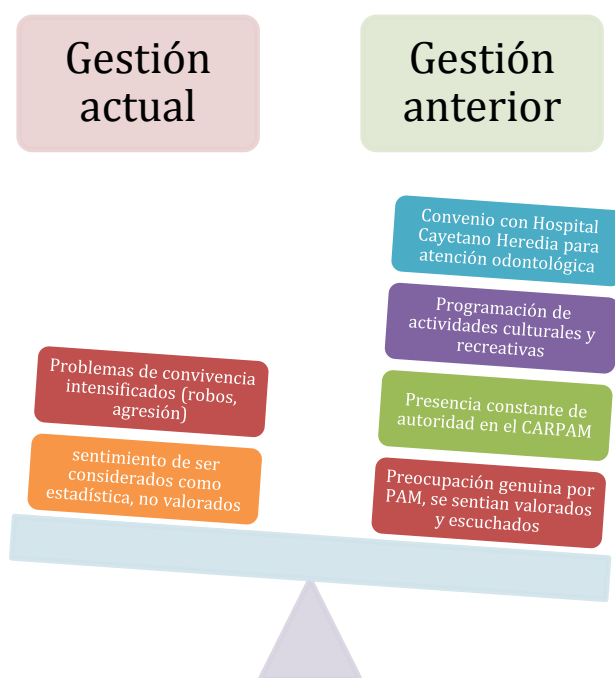 Gestión
actual
Gestión
anterior
Convenio con Hospital
Cayetano Heredia para
atención odontológica
Programación de
actividades culturales y
recreativas
Problemas de convivencia
intensificados (robos,
agresión)
Presencia constante de
autoridad en el CARPAM
sentimiento de ser
considerados como
estadística, no valorados
Preocupación genuina por
PAM, se sentian valorados
y escuchados